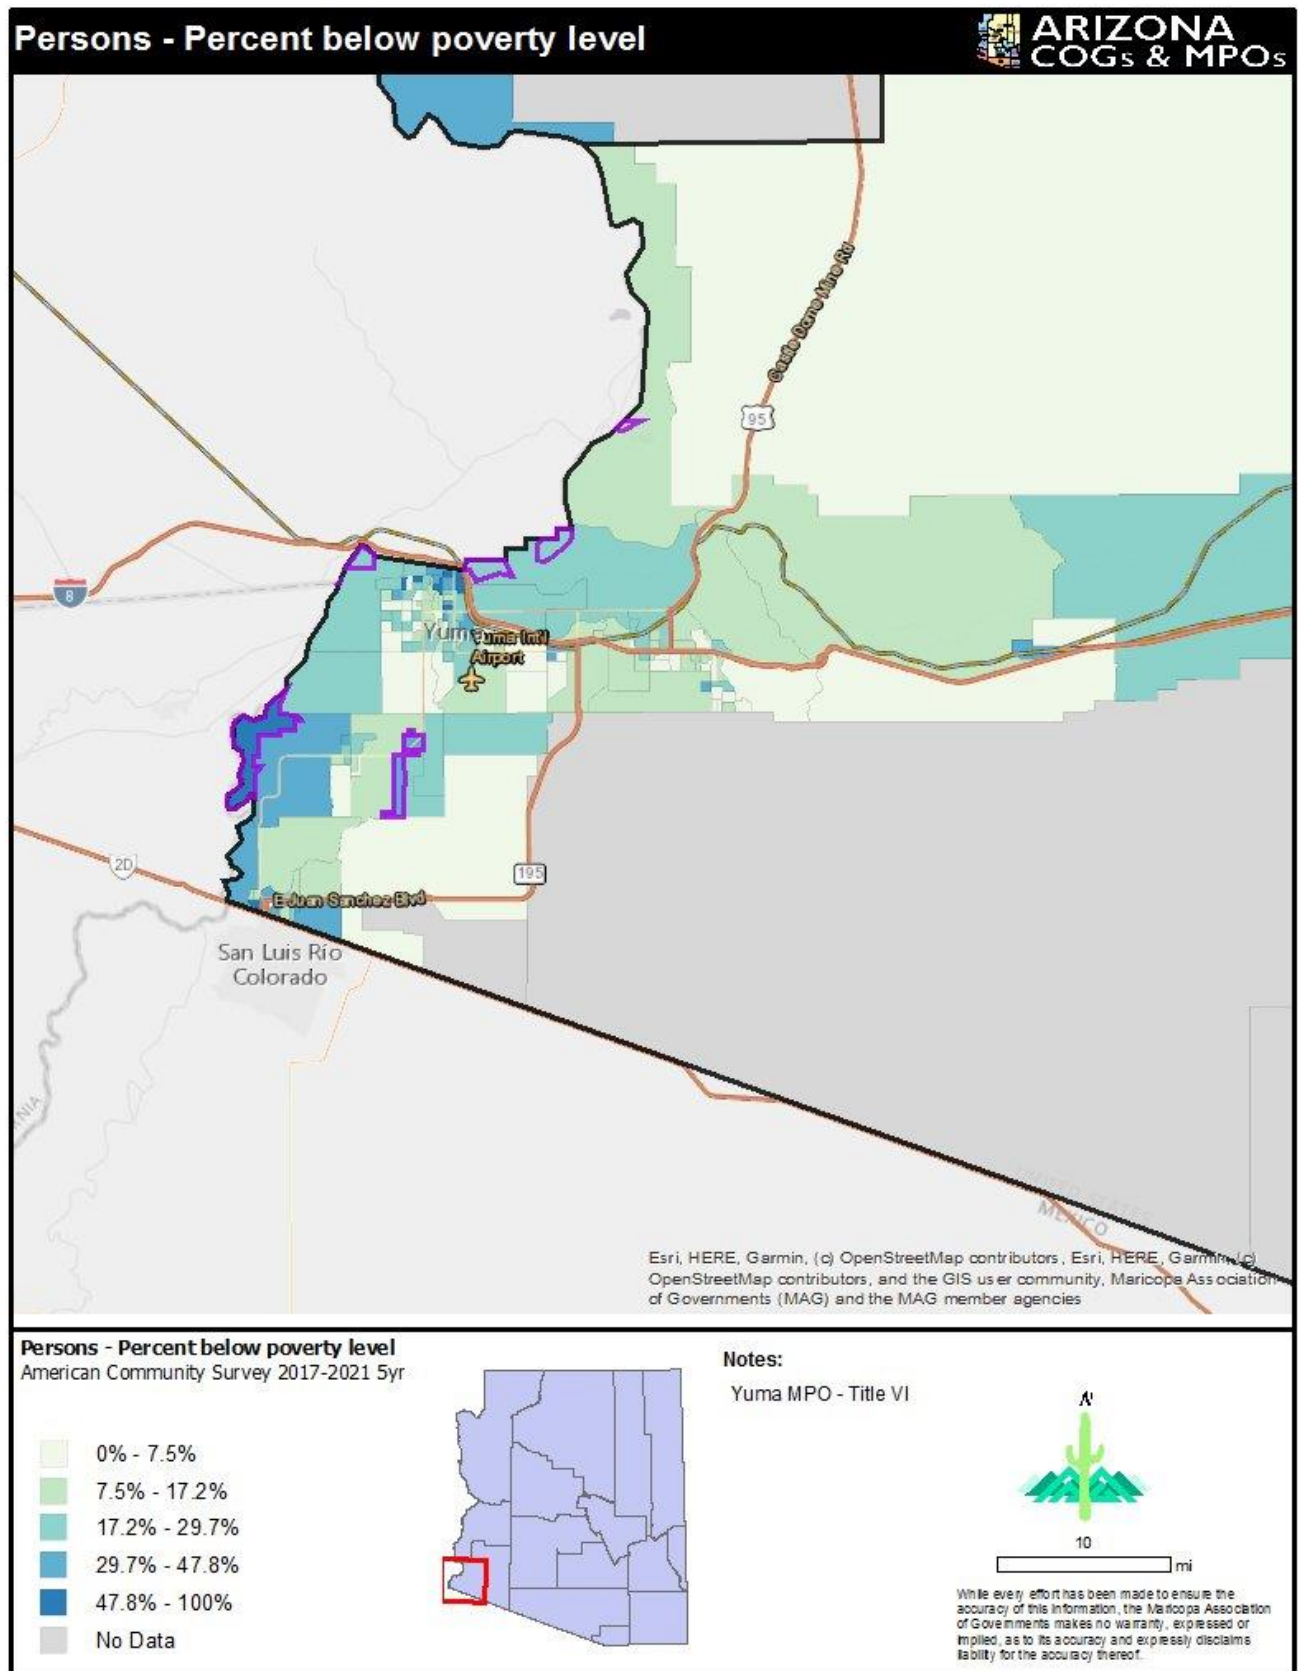 Persons - Percent below poverty level
ARIZONA
COGs & MPOs
Castle Dome Mine Rd
95
8
Yuma
Yuma Int'l
Airport
2D
195
E Juan Sanchez Blvd
San Luis Río
Colorado
NIA
UNITED STATES
MEXICO
Esri, HERE, Garmin, (c) OpenStreetMap contributors, Esri, HERE, Garmin, (c)
OpenStreetMap contributors, and the GIS user community, Maricopa Association
of Governments (MAG) and the MAG member agencies
Persons - Percent below poverty level
American Community Survey 2017-2021 5yr
0% - 7.5%
7.5% - 17.2%
17.2% - 29.7%
29.7% - 47.8%
47.8% - 100%
No Data
Notes:
Yuma MPO - Title VI
N
10
mi
While every effort has been made to ensure the
accuracy of this information, the Maricopa Association
of Governments makes no warranty, expressed or
implied, as to its accuracy and expressly disclaims
liability for the accuracy thereof.